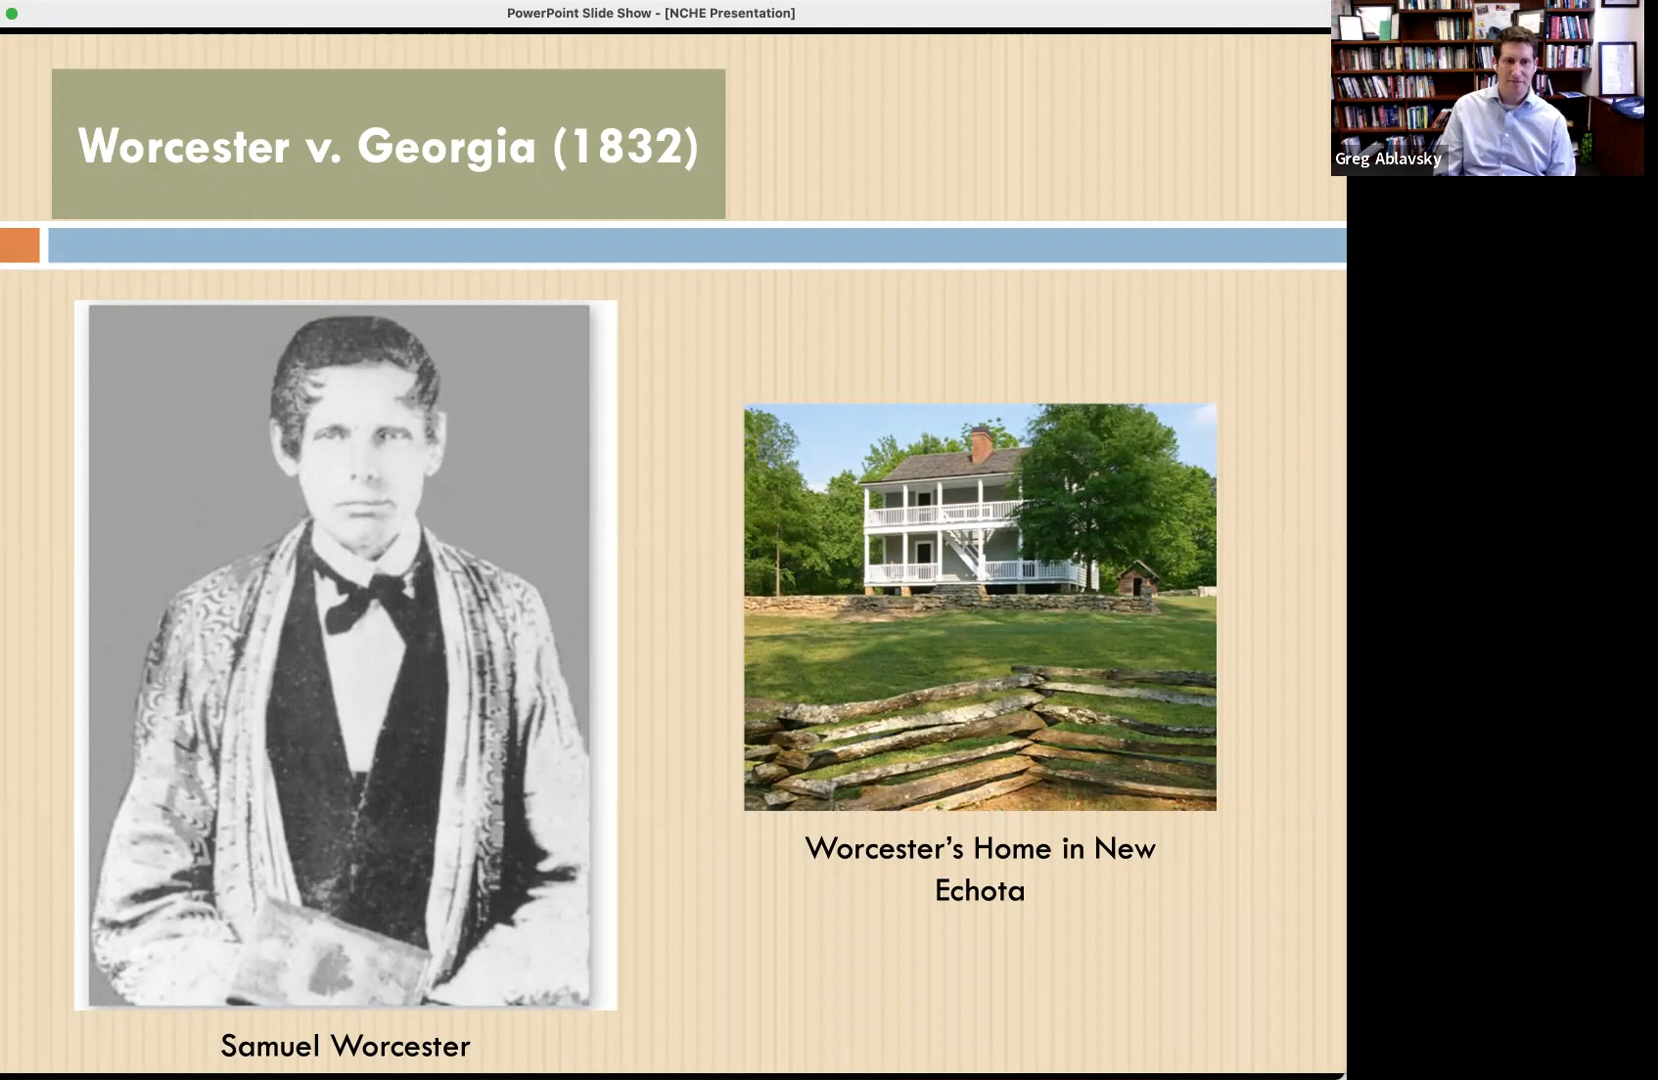 PowerPoint Slide Show - [NCHE Presentation]
Worcester v. Georgia (1832)
Greg Ablavsky
Worcester’s Home in New
Echota
Samuel Worcester